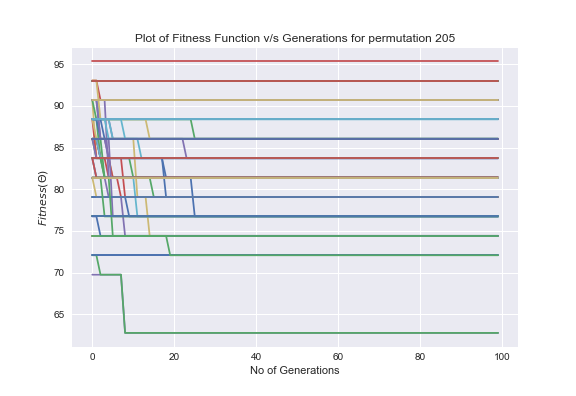 Plot of Fitness Function v/s Generations for permutation 205
95
90
85
80
75
70
65
Fitness(Θ)
0 20 40 60 80 100
No of Generations